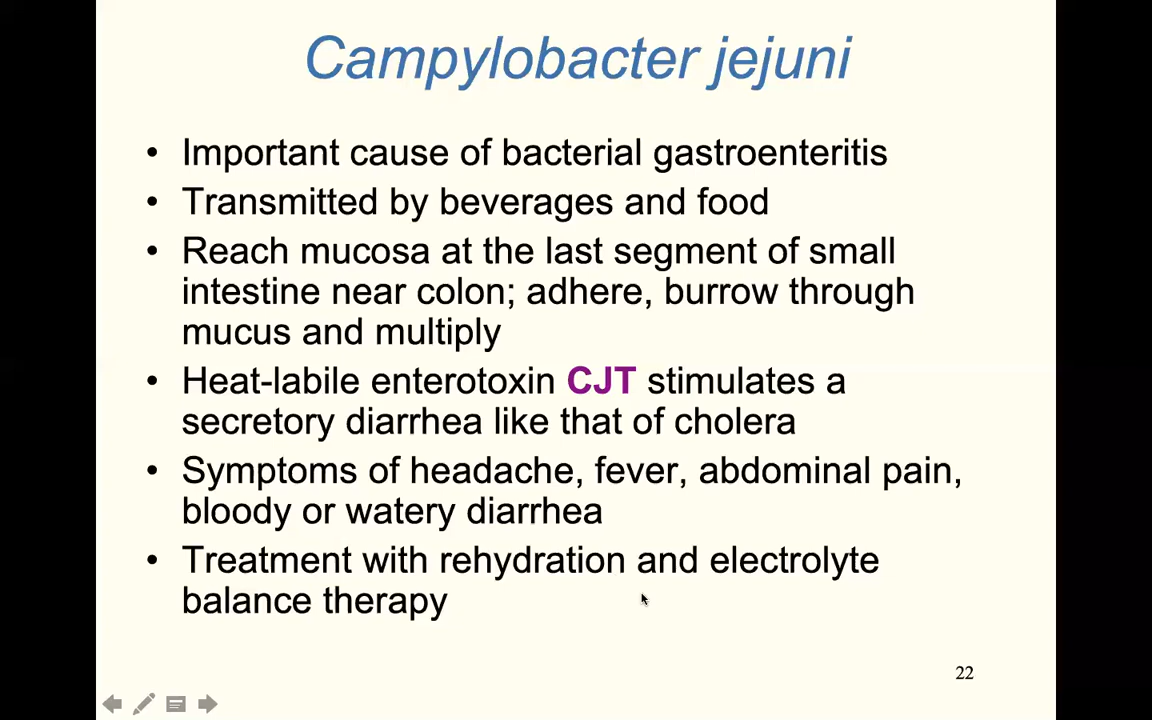 Campylobacter jejuni
• Important cause of bacterial gastroenteritis
• Transmitted by beverages and food
• Reach mucosa at the last segment of small
intestine near colon; adhere, burrow through
mucus and multiply
• Heat-labile enterotoxin CJT stimulates a
secretory diarrhea like that of cholera
• Symptoms of headache, fever, abdominal pain,
bloody or watery diarrhea
• Treatment with rehydration and electrolyte
balance therapy
22